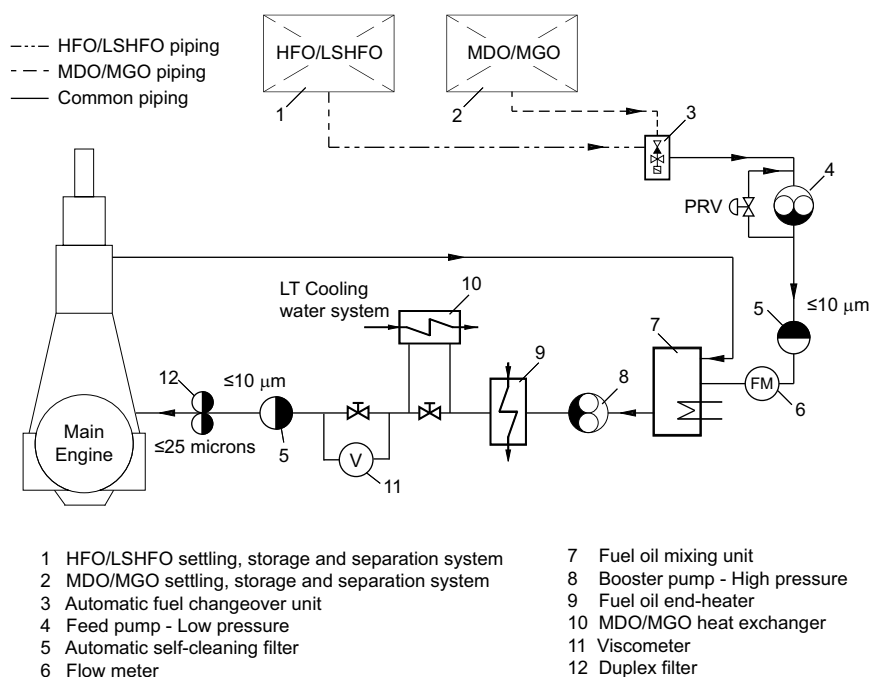 HFO/LSHFO piping
MDO/MGO piping
Common piping
HFO/LSHFO
MDO/MGO
1
2
3
4
PRV
LT Cooling
water system
10
5
≤10 μm
7
9
8
FM
6
12
≤10 μm
≤25 microns
5
V
11
Main
Engine
1 HFO/LSHFO settling, storage and separation system
2 MDO/MGO settling, storage and separation system
3 Automatic fuel changeover unit
4 Feed pump - Low pressure
5 Automatic self-cleaning filter
6 Flow meter
7 Fuel oil mixing unit
8 Booster pump - High pressure
9 Fuel oil end-heater
10 MDO/MGO heat exchanger
11 Viscometer
12 Duplex filter